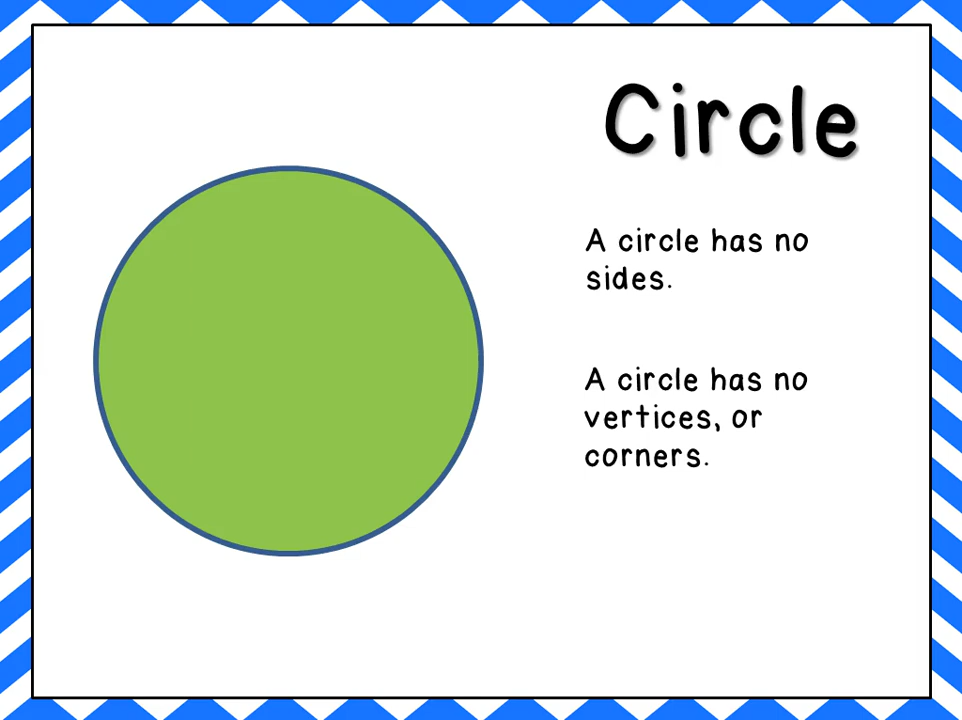 Circle
A circle has no
sides.
A circle has no
vertices, or
corners.